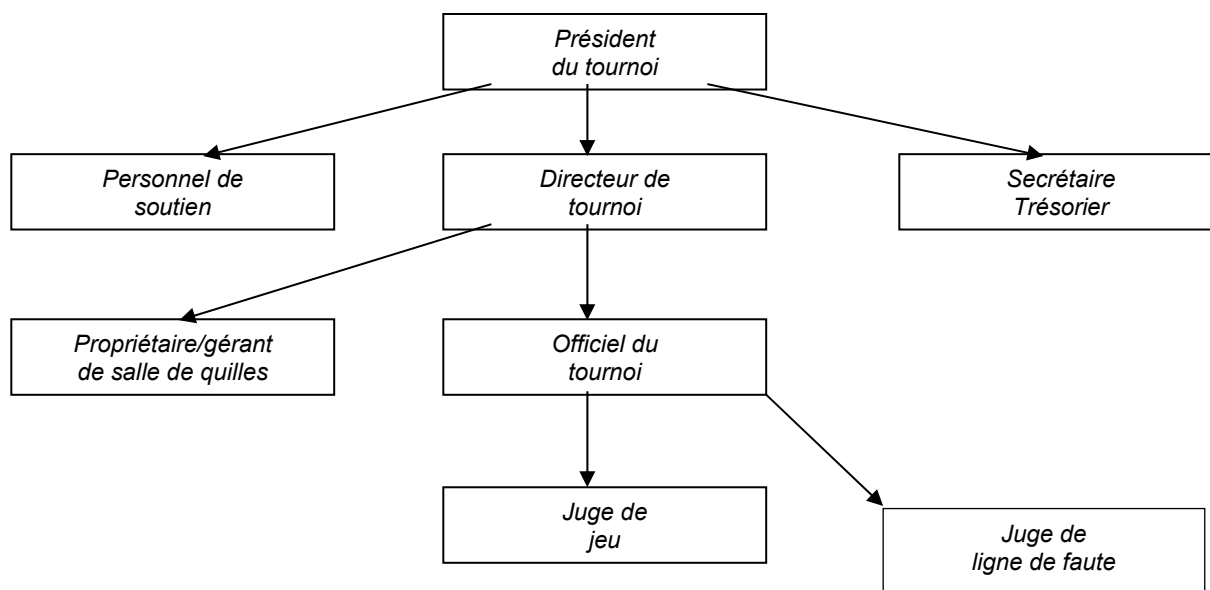 Président
du tournoi
Personnel de
soutien
Directeur de
tournoi
Secrétaire
Trésorier
Propriétaire/gérant
de salle de quilles
Officiel du
tournoi
Juge de
jeu
Juge de
ligne de faute